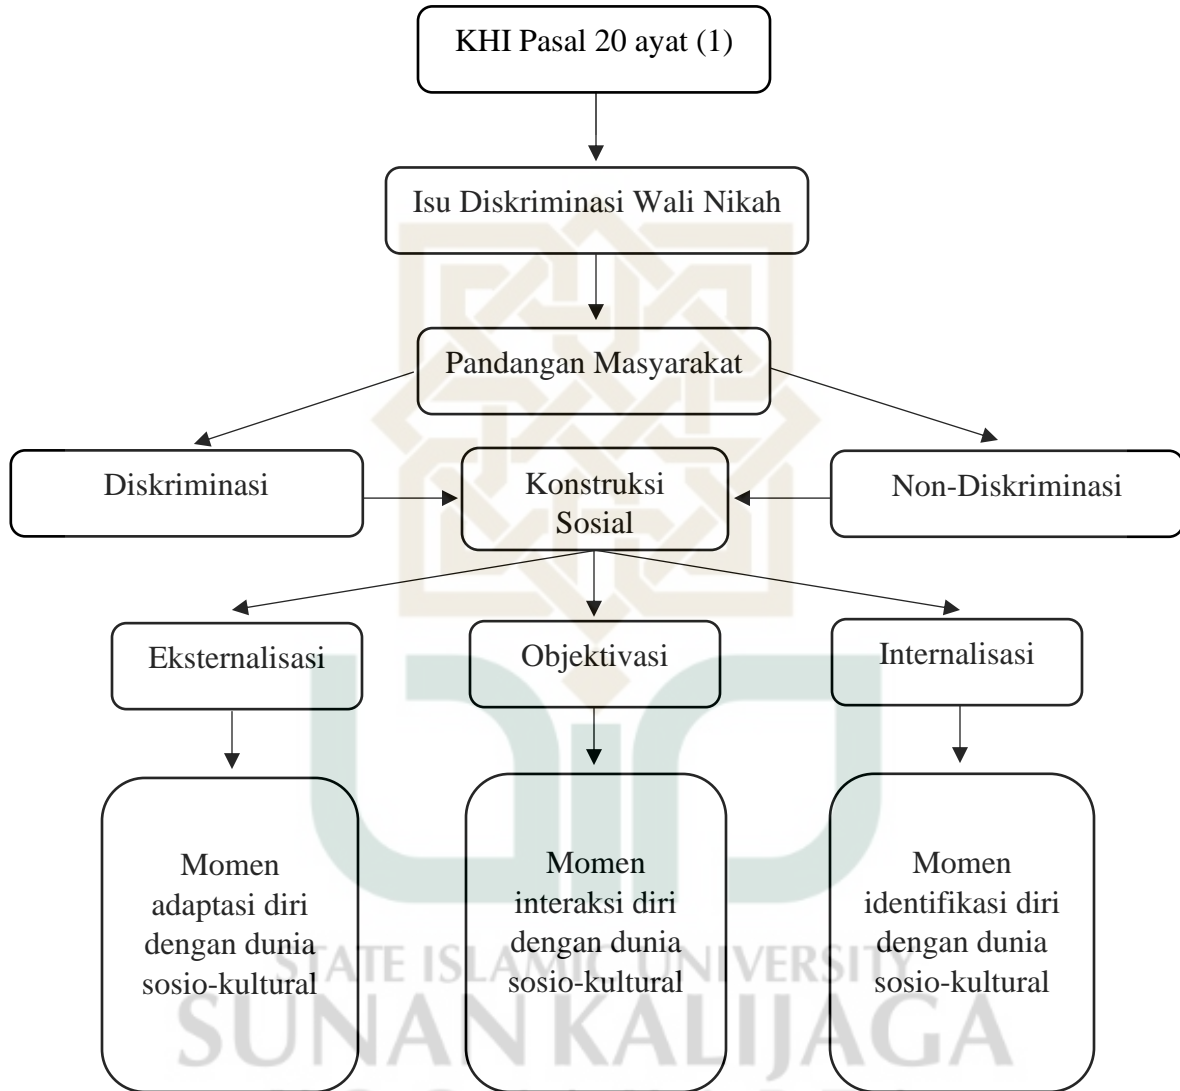 KHI Pasal 20 ayat (1)
Isu Diskriminasi Wali Nikah
Pandangan Masyarakat
Diskriminasi
Konstruksi
Sosial
Non-Diskriminasi
Eksternalisasi
Objektivasi
Internalisasi
Momen
adaptasi diri
dengan dunia
sosio-kultural
Momen
interaksi diri
dengan dunia
sosio-kultural
Momen
identifikasi diri
dengan dunia
sosio-kultural
STATE ISLAMIC UNIVERSITY
SUNAN KALIJAGA